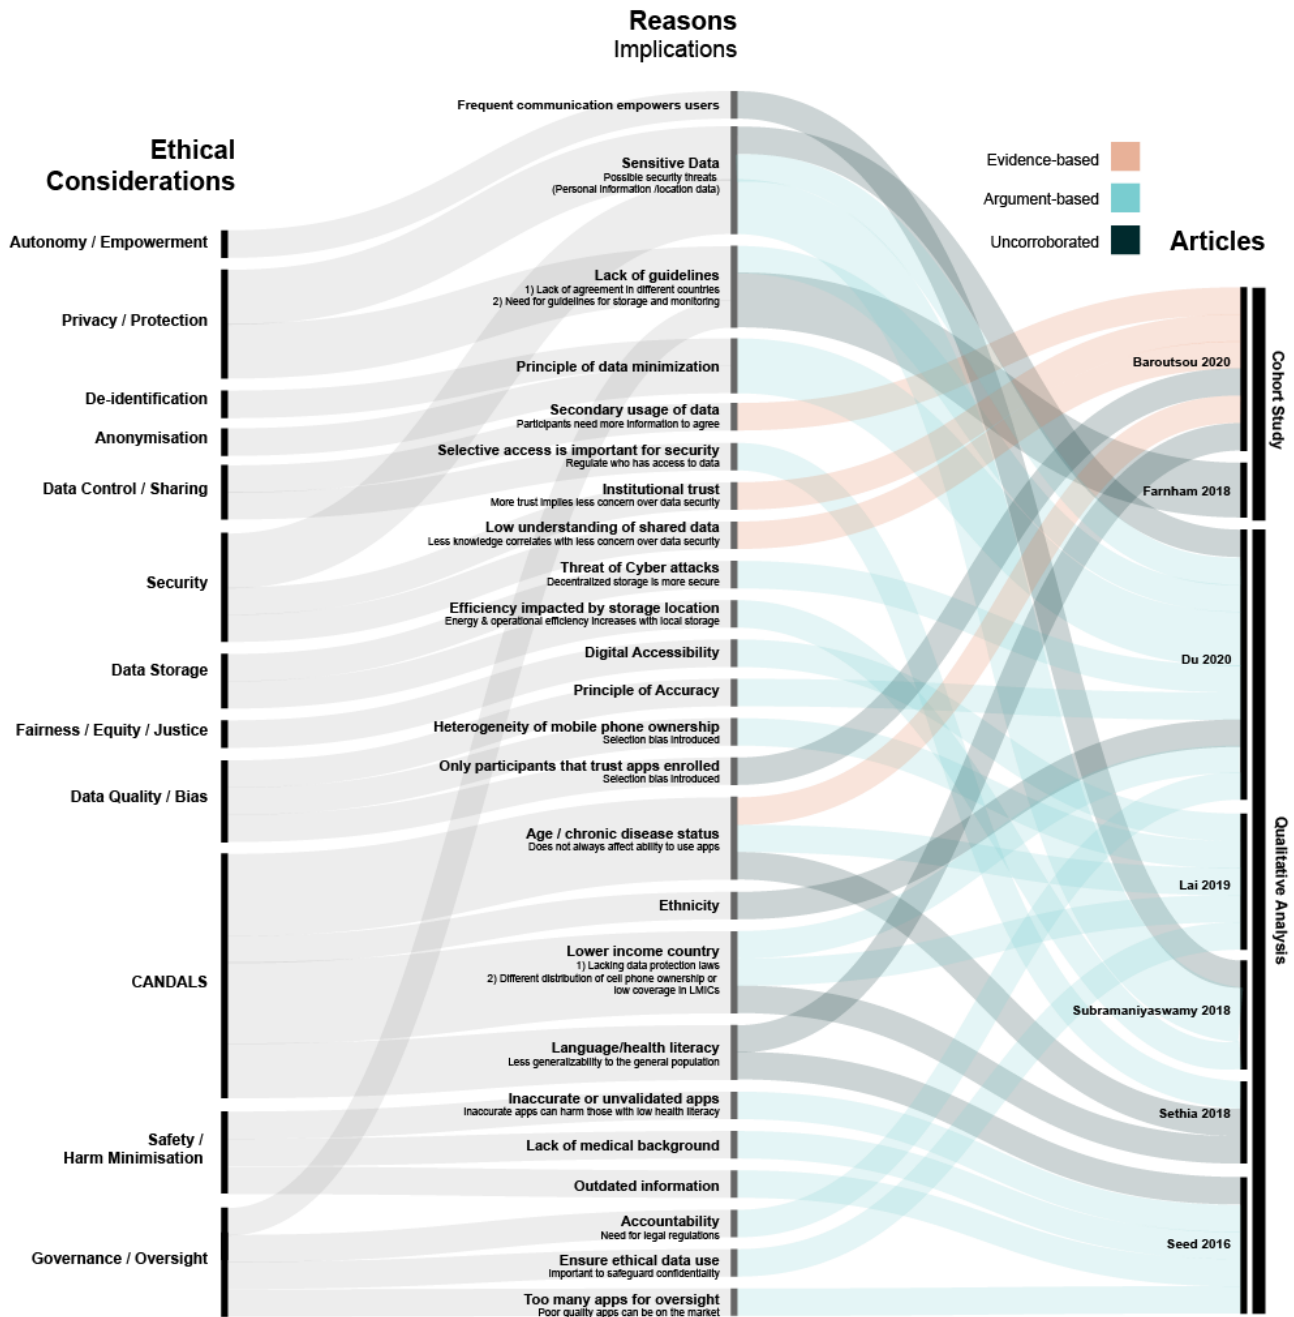 Reasons
Implications
Ethical
Considerations
Autonomy / Empowerment
Privacy / Protection
De-identification
Anonymisation
Data Control / Sharing
Security
Data Storage
Fairness / Equity / Justice
Data Quality / Bias
CANDALS
Safety /
Harm Minimisation
Governance / Oversight
Frequent communication empowers users
Sensitive Data
Possible security threats
(Personal information /location data)
Lack of guidelines
1) Lack of agreement in different countries
2) Need for guidelines for storage and monitoring
Principle of data minimization
Secondary usage of data
Participants need more information to agree
Selective access is important for security
Regulate who has access to data
Institutional trust
More trust implies less concern over data security
Low understanding of shared data
Less knowledge correlates with less concern over data security
Threat of Cyber attacks
Decentralized storage is more secure
Efficiency impacted by storage location
Energy & operational efficiency increases with local storage
Digital Accessibility
Principle of Accuracy
Heterogeneity of mobile phone ownership
Selection bias introduced
Only participants that trust apps enrolled
Selection bias introduced
Age / chronic disease status
Does not always affect ability to use apps
Ethnicity
Lower income country
1) Lacking data protection laws
2) Different distribution of cell phone ownership or
low coverage in LMICs
Language/health literacy
Less generalizability to the general population
Inaccurate or unvalidated apps
Inaccurate apps can harm those with low health literacy
Lack of medical background
Outdated information
Accountability
Need for legal regulations
Ensure ethical data use
Important to safeguard confidentiality
Too many apps for oversight
Poor quality apps can be on the market
Evidence-based
Argument-based
Uncorroborated
Articles
Baroutsou 2020
Farnham 2018
Du 2020
Lai 2019
Subramaniyaswamy 2018
Sethia 2018
Seed 2016
Cohort Study
Qualitative Analysis